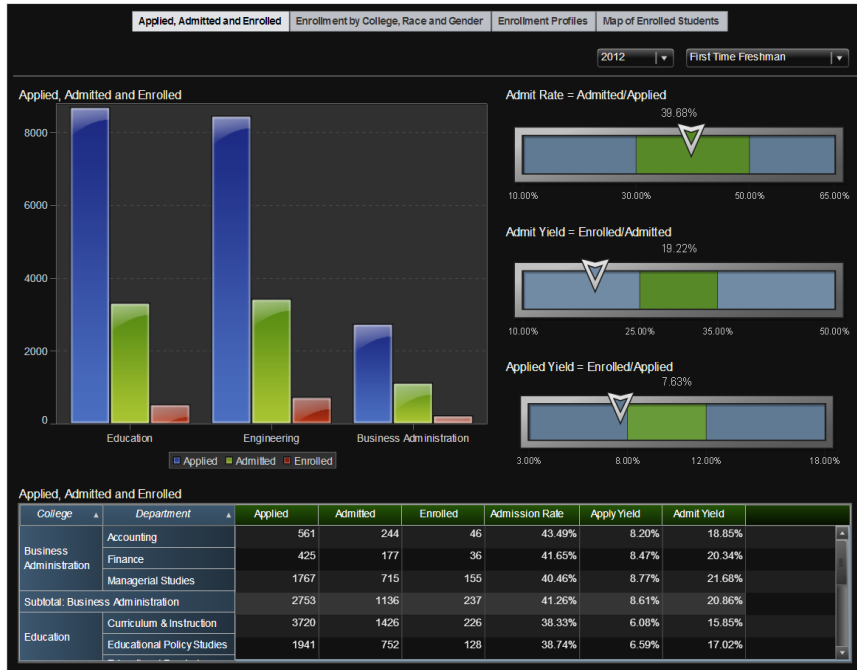 Applied, Admitted and Enrolled Enrollment by College, Race and Gender Enrollment Profiles Map of Enrolled Students
2012 First Time Freshman
Applied, Admitted and Enrolled
8000
6000
4000
2000
0
Education Engineering Business Administration
Applied Admitted Enrolled
Admit Rate = Admitted/Applied
39.68%
10.00% 30.00% 50.00% 65.00%
Admit Yield = Enrolled/Admitted
19.22%
10.00% 25.00% 35.00% 50.00%
Applied Yield = Enrolled/Applied
7.63%
3.00% 8.00% 12.00% 18.00%
Applied, Admitted and Enrolled
College Department Applied Admitted Enrolled Admission Rate Apply Yield Admit Yield
Business Administration Accounting 561 244 46 43.49% 8.20% 18.85%
Finance 425 177 36 41.65% 8.47% 20.34%
Managerial Studies 1767 715 155 40.46% 8.77% 21.68%
Subtotal: Business Administration 2753 1136 237 41.26% 8.61% 20.86%
Education Curriculum & Instruction 3720 1426 226 38.33% 6.08% 15.85%
Educational Policy Studies 1941 752 128 38.74% 6.59% 17.02%